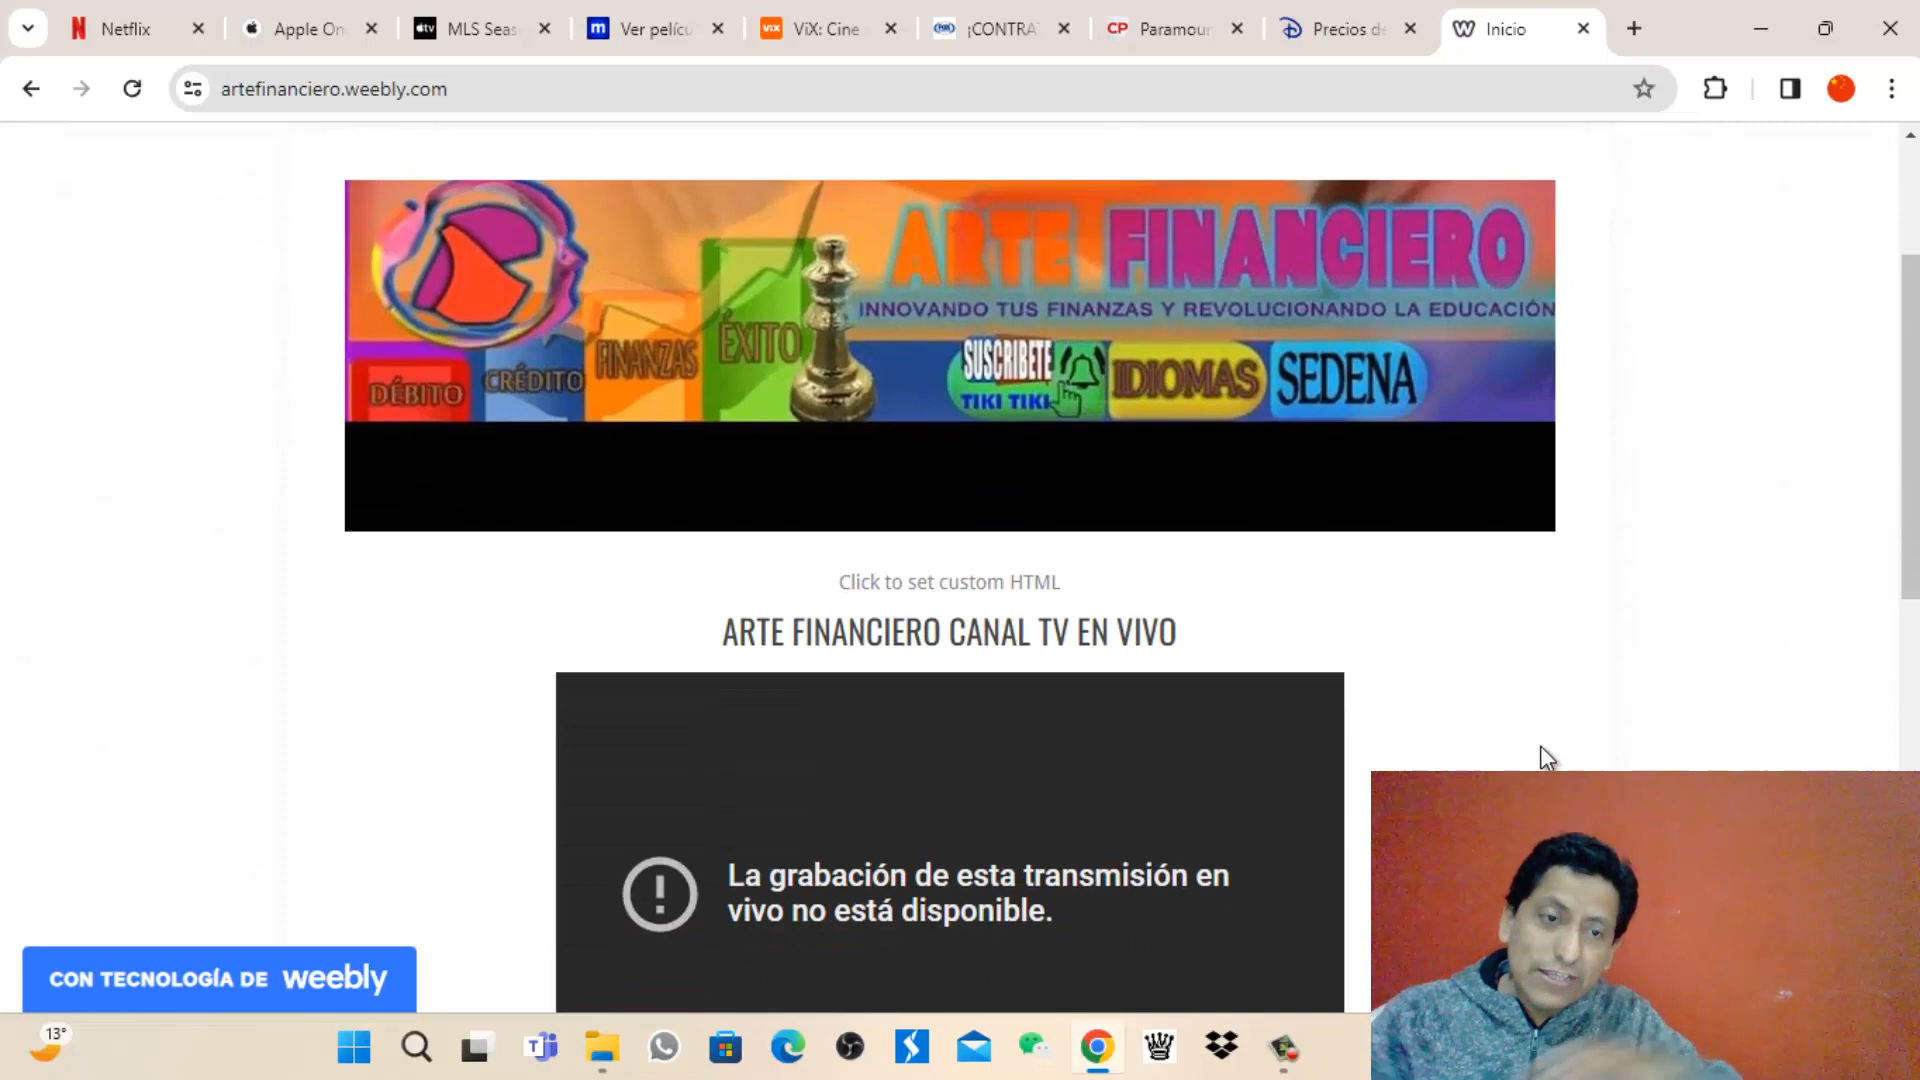 Netflix
Apple On
MLS Seas
Ver pelícu
ViX: Cine
¡CONTRA
Paramour
Precios de
Inicio
artefinanciero.weebly.com
ARTE FINANCIERO
INNOVANDO TUS FINANZAS Y REVOLUCIONANDO LA EDUCACIÓN
DÉBITO
CRÉDITO
FINANZAS
ÉXITO
SUSCRIBETE
TIKI TIKI
IDIOMAS
SEDENA
Click to set custom HTML
ARTE FINANCIERO CANAL TV EN VIVO
La grabación de esta transmisión en
vivo no está disponible.
CON TECNOLOGÍA DE weebly
13°